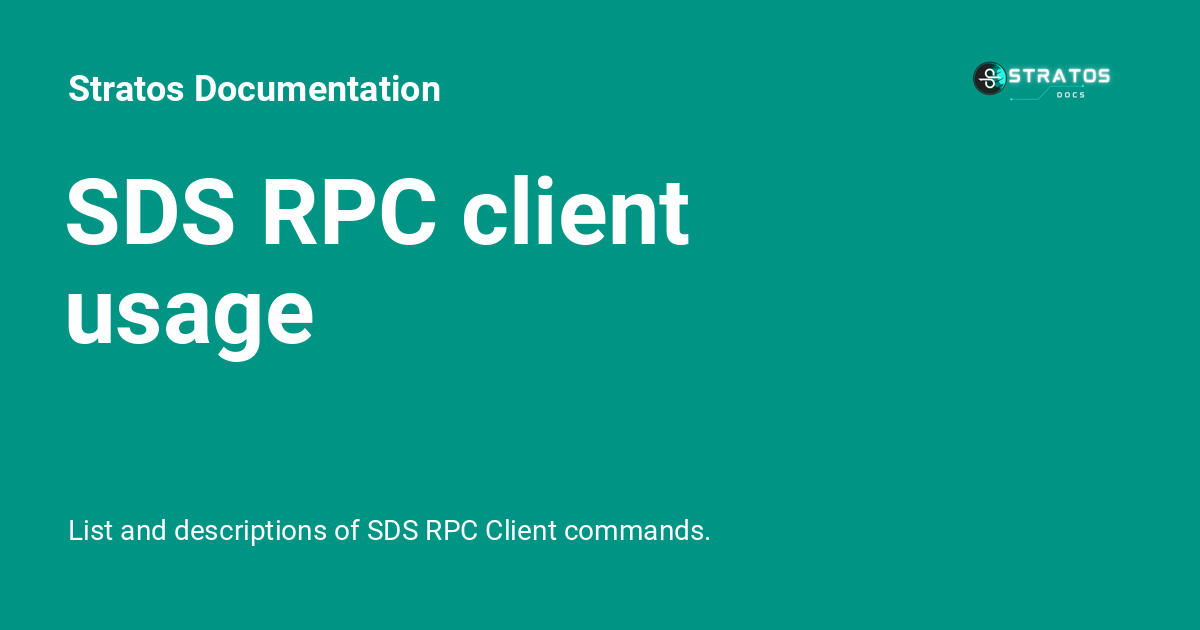 Stratos Documentation
STRATOS
DOCS
SDS RPC client
usage
List and descriptions of SDS RPC Client commands.